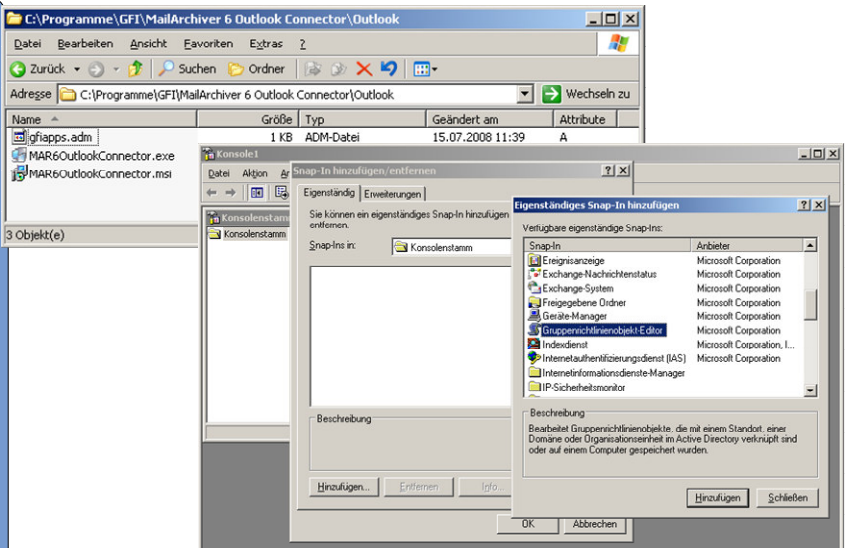 C:\Programme\GFI\MailArchiver 6 Outlook Connector\Outlook
Datei Bearbeiten Ansicht Favoriten Extras ?
Zurück Suchen Ordner
Adresse C:\Programme\GFI\MailArchiver 6 Outlook Connector\Outlook Wechseln zu
Name Größe Typ Geändert am Attribute
gfiapps.adm 1 KB ADM-Datei 15.07.2008 11:39 A
MAR6OutlookConnector.exe
MAR6OutlookConnector.msi
3 Objekt(e)
Konsole1
Datei Aktion
Konsolenstamm
Konsolenstamm
Snap-In hinzufügen/entfernen
Eigenständig Erweiterungen
Sie können ein eigenständiges Snap-In hinzufügen
entfernen.
Snap-Ins in: Konsolenstamm
Beschreibung
Hinzufügen... Entfernen Info...
OK Abbrechen
Eigenständiges Snap-In hinzufügen
Verfügbare eigenständige Snap-Ins:
Snap-In Anbieter
Ereignisanzeige Microsoft Corporation
Exchange-Nachrichtenstatus Microsoft Corporation
Exchange-System Microsoft Corporation
Freigegebene Ordner Microsoft Corporation
Geräte-Manager Microsoft Corporation
Gruppenrichtlinienobjekt-Editor Microsoft Corporation
Indexdienst Microsoft Corporation, I...
Internetauthentifizierungsdienst (IAS) Microsoft Corporation
Internetinformationsdienste-Manager
IP-Sicherheitsmonitor
Beschreibung
Bearbeitet Gruppenrichtlinienobjekte, die mit einem Standort, einer
Domäne oder Organisationseinheit im Active Directory verknüpft sind
oder auf einem Computer gespeichert wurden.
Hinzufügen Schließen